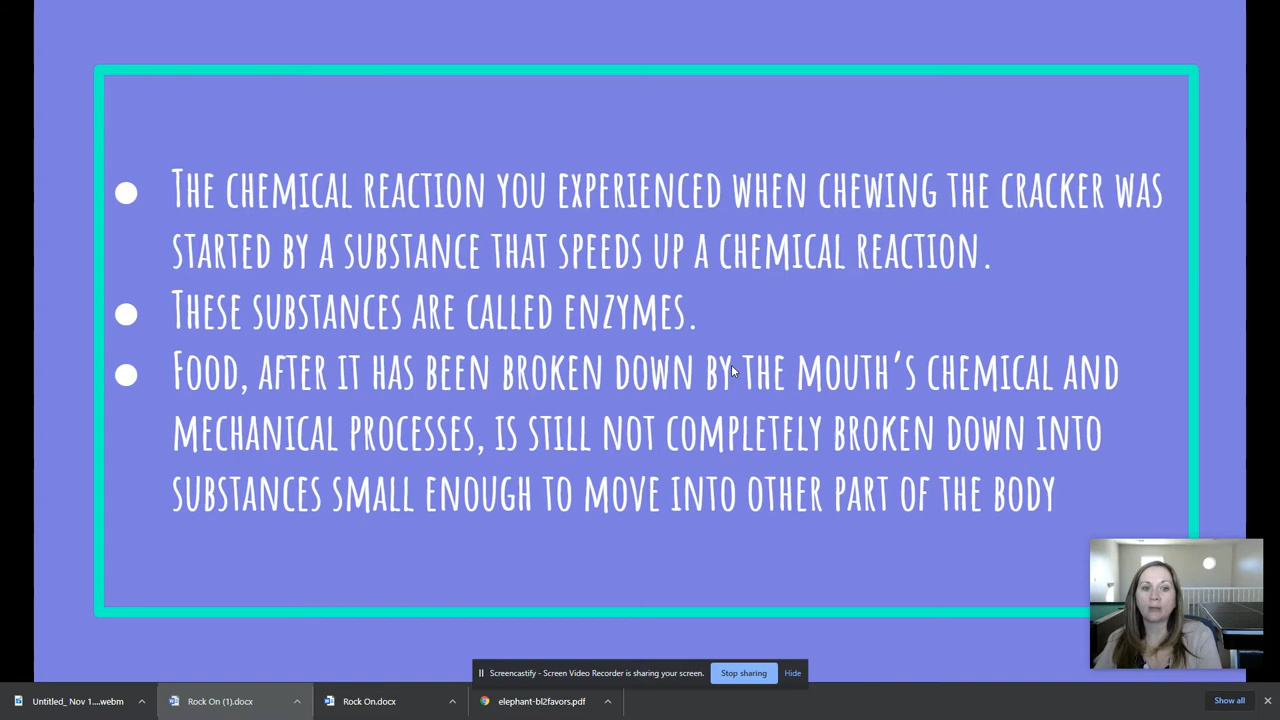 ● The chemical reaction you experienced when chewing the cracker was
started by a substance that speeds up a chemical reaction.
● These substances are called enzymes.
● Food, after it has been broken down by the mouth's chemical and
mechanical processes, is still not completely broken down into
substances small enough to move into other part of the body
Screencastify - Screen Video Recorder is sharing your screen. Stop sharing Hide
Untitled_ Nov 1....webm Rock On (1).docx Rock On.docx elephant-bl2favors.pdf Show all